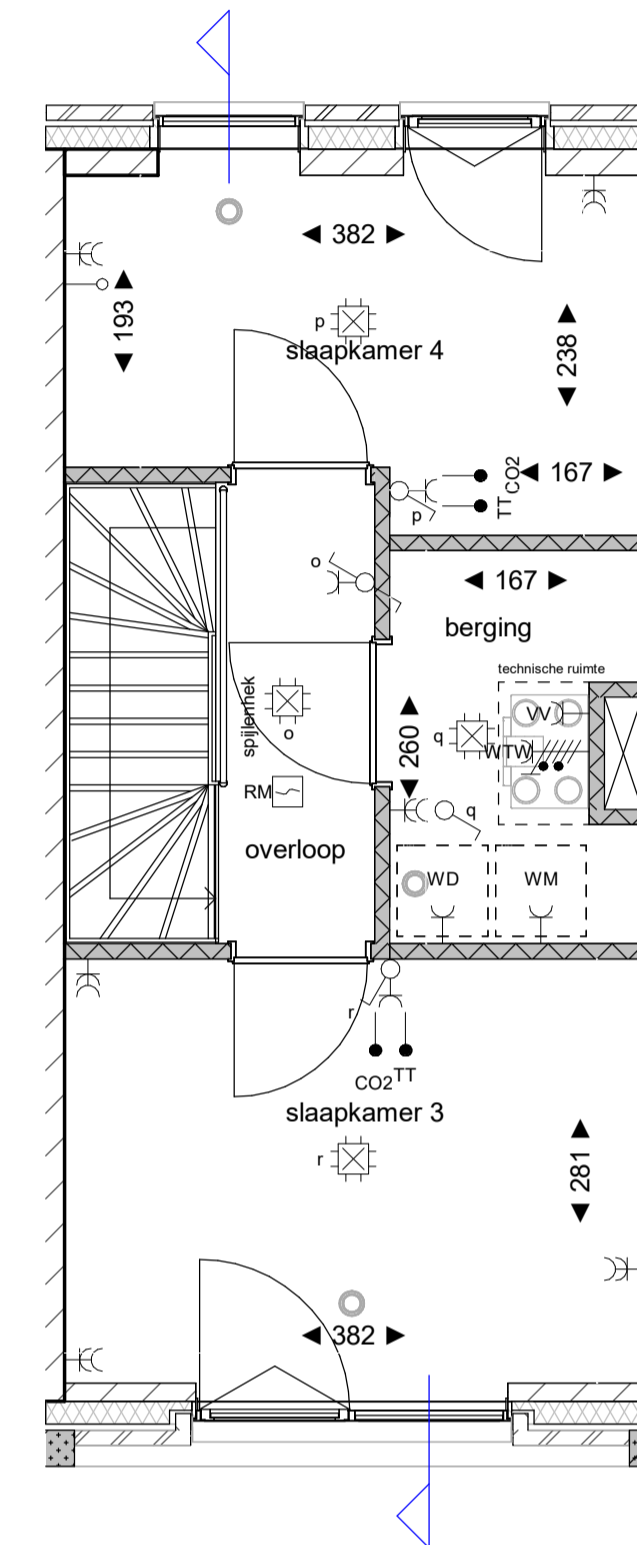 382
193
p
slaapkamer 4
238
CO2
TT
167
p
o
167
berging
technische ruimte
VV
spijlenhek
o
260
q
WTW
RM
q
overloop
WD
WM
r
CO2
TT
slaapkamer 3
r
281
382